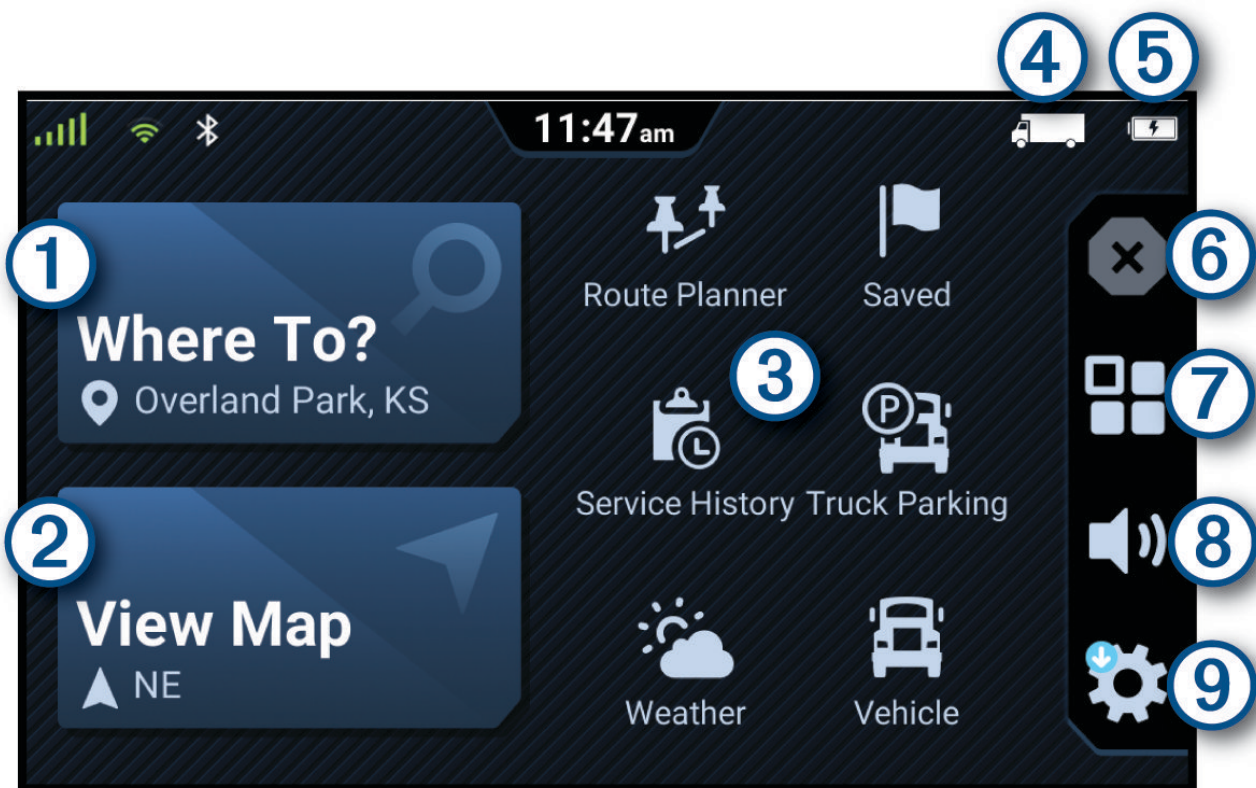 4 5
11:47am
1
Where To?
Overland Park, KS
2
View Map
NE
Route Planner Saved
3
Service History Truck Parking
P
Weather Vehicle
6
7
8
9